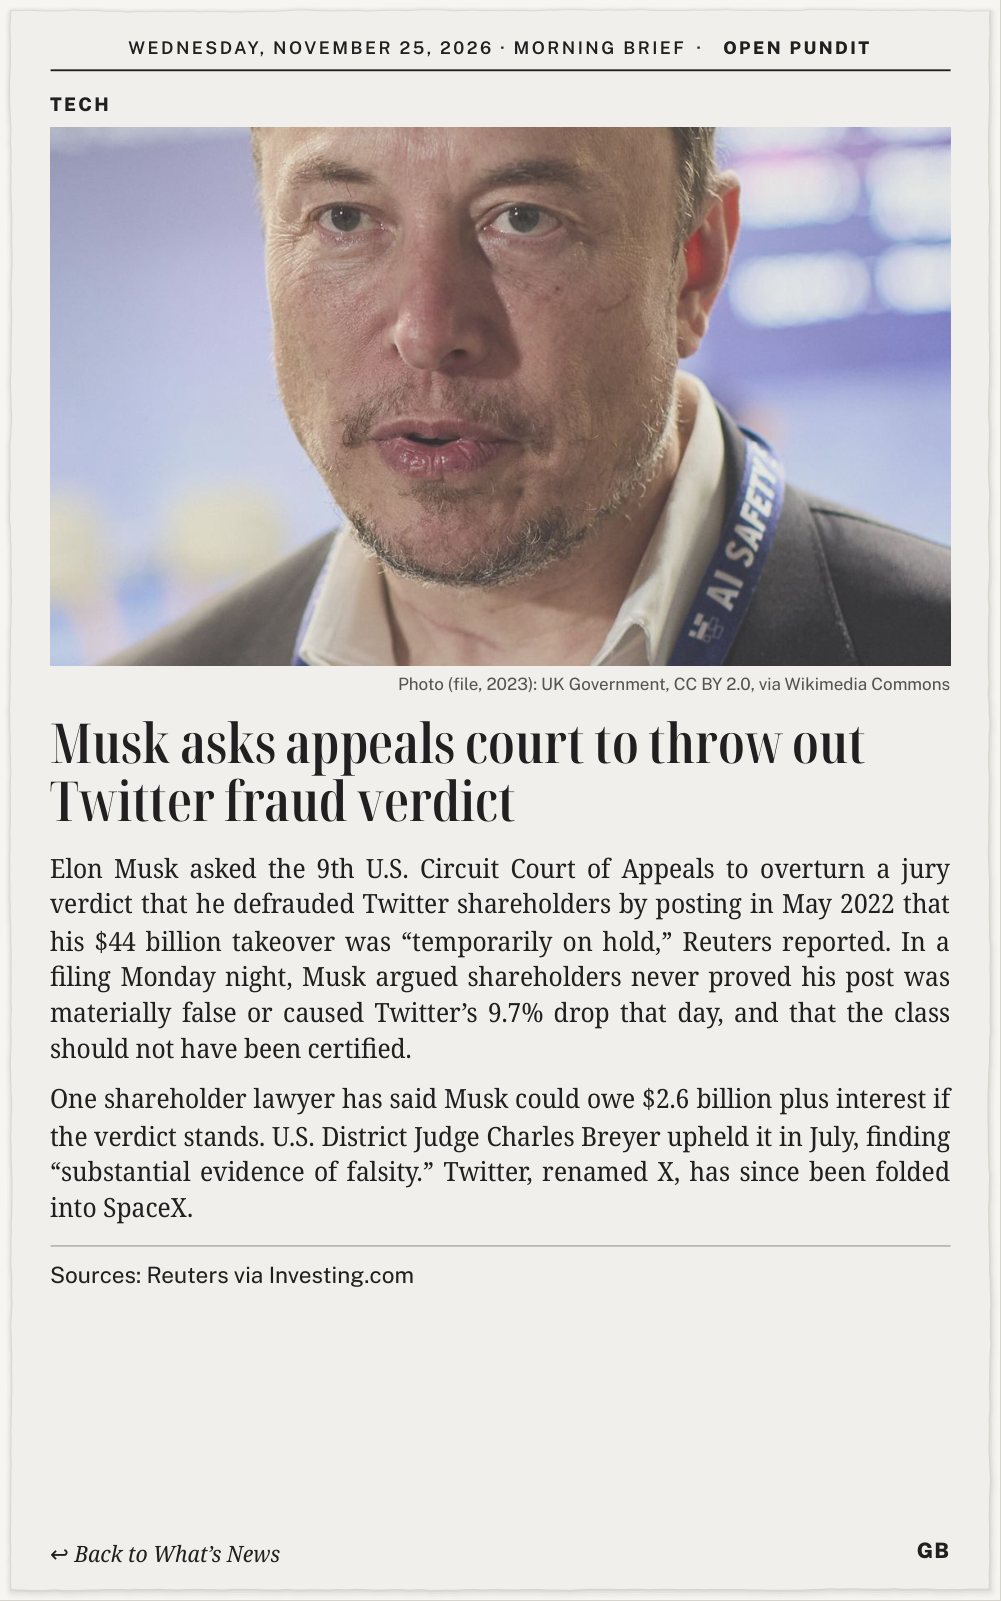 WEDNESDAY, NOVEMBER 25, 2026 · MORNING BRIEF · OPEN PUNDIT
TECH
AI SAFETY
Photo (file, 2023): UK Government, CC BY 2.0, via Wikimedia Commons
Musk asks appeals court to throw out
Twitter fraud verdict
Elon Musk asked the 9th U.S. Circuit Court of Appeals to overturn a jury
verdict that he defrauded Twitter shareholders by posting in May 2022 that
his $44 billion takeover was “temporarily on hold,” Reuters reported. In a
filing Monday night, Musk argued shareholders never proved his post was
materially false or caused Twitter’s 9.7% drop that day, and that the class
should not have been certified.
One shareholder lawyer has said Musk could owe $2.6 billion plus interest if
the verdict stands. U.S. District Judge Charles Breyer upheld it in July, finding
“substantial evidence of falsity.” Twitter, renamed X, has since been folded
into SpaceX.
Sources: Reuters via Investing.com
↩ Back to What’s News
GB